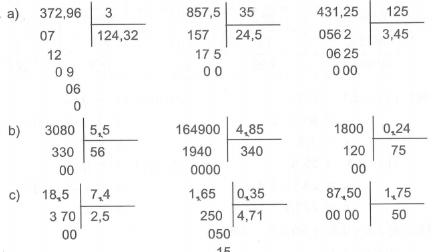 a) 372,96 3 857,5 35 431,25 125
07 124,32 157 24,5 056 2 3,45
12 17 5 06 25
0 9 0 0 0 00
06
0
b) 3080 5,5 164900 4,85 1800 0,24
330 56 1940 340 120 75
00 0000 00
c) 18,5 7,4 1,65 0,35 87,50 1,75
3 70 2,5 250 4,71 00 00 50
00 050
15